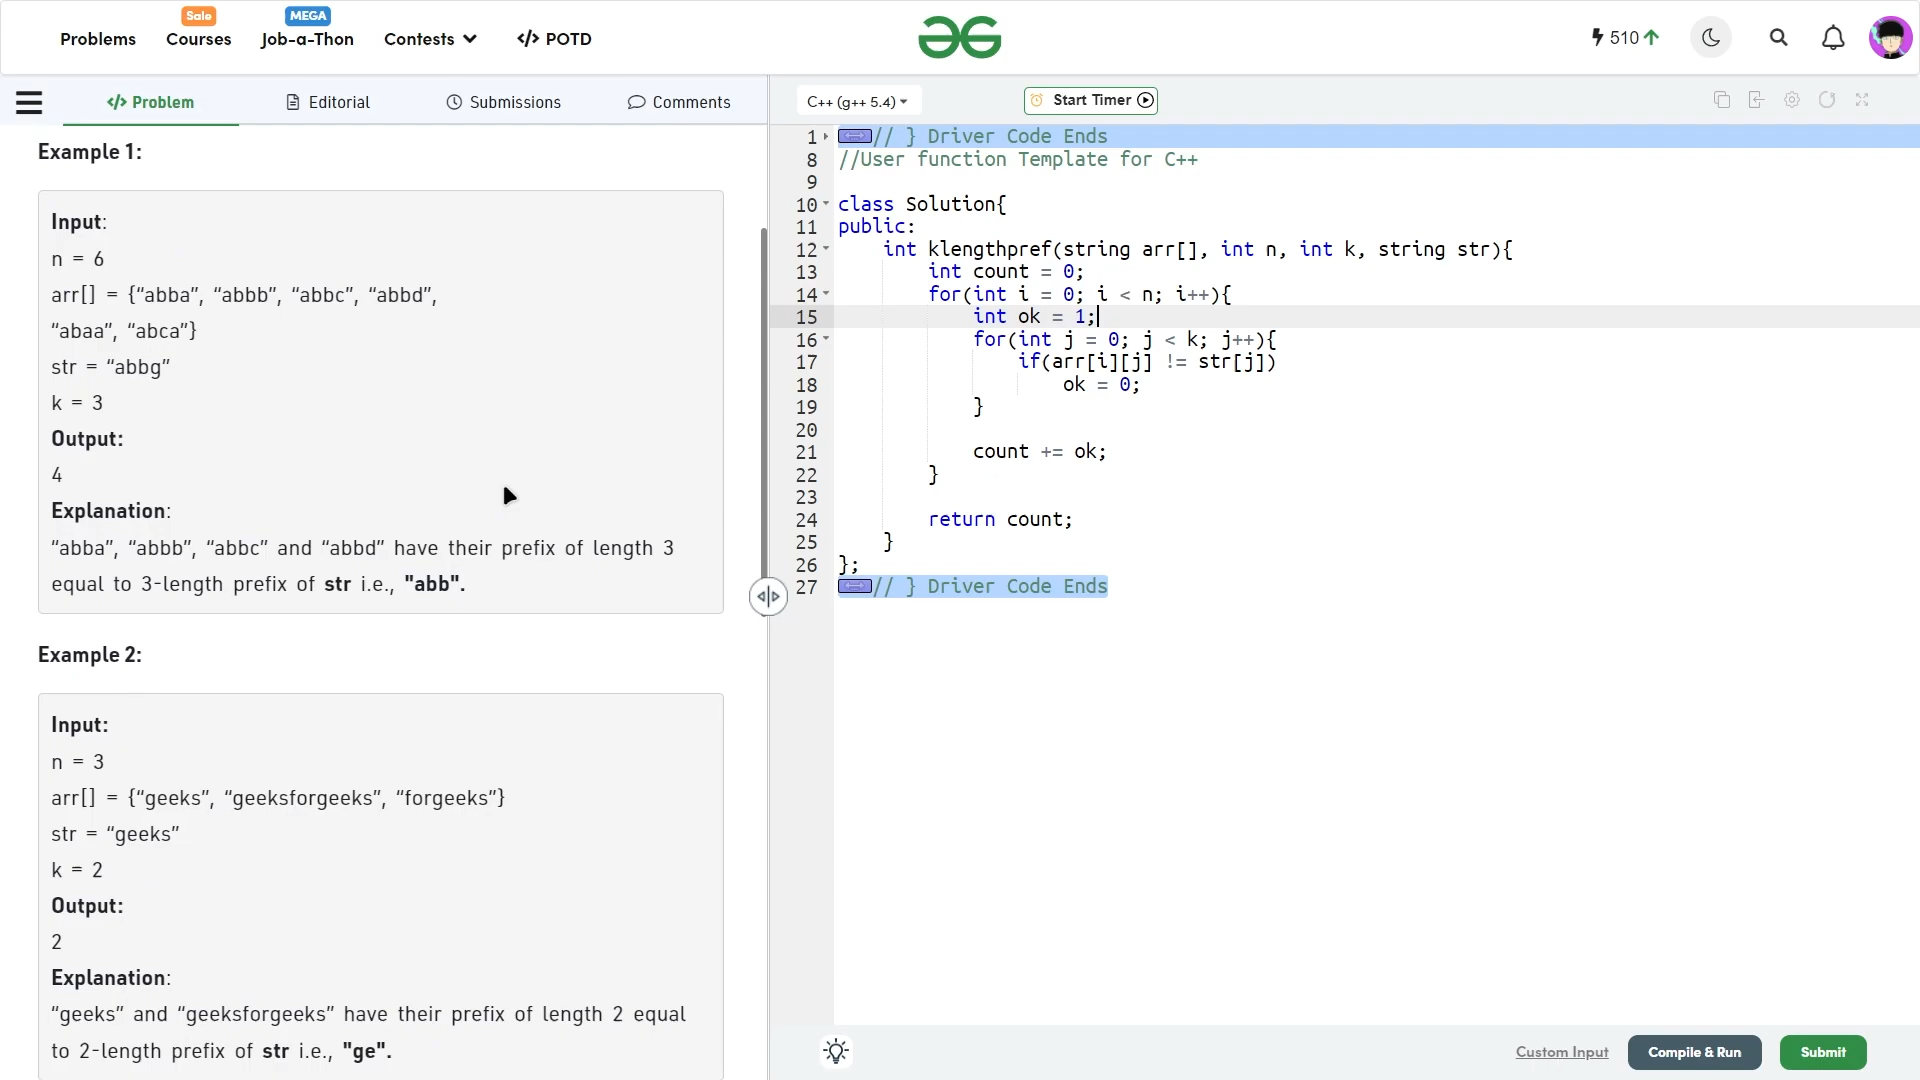 Sale
MEGA
Problems Courses Job-a-Thon Contests </> POTD
510
</> Problem Editorial Submissions Comments
Example 1:
Input:
n = 6
arr[] = {“abba”, “abbb”, “abbc”, “abbd”,
“abaa”, “abca”}
str = “abbg”
k = 3
Output:
4
Explanation:
“abba”, “abbb”, “abbc” and “abbd” have their prefix of length 3
equal to 3-length prefix of str i.e., "abb".
Example 2:
Input:
n = 3
arr[] = {“geeks”, “geeksforgeeks”, “forgeeks”}
str = “geeks”
k = 2
Output:
2
Explanation:
“geeks” and “geeksforgeeks” have their prefix of length 2 equal
to 2-length prefix of str i.e., "ge".
C++ (g++ 5.4) Start Timer
1 // } Driver Code Ends
8 //User function Template for C++
9
10 class Solution{
11 public:
12 int klengthpref(string arr[], int n, int k, string str){
13 int count = 0;
14 for(int i = 0; i < n; i++){
15 int ok = 1;
16 for(int j = 0; j < k; j++){
17 if(arr[i][j] != str[j])
18 ok = 0;
19 }
20
21 count += ok;
22 }
23
24 return count;
25 }
26 };
27 // } Driver Code Ends
Custom Input Compile & Run Submit